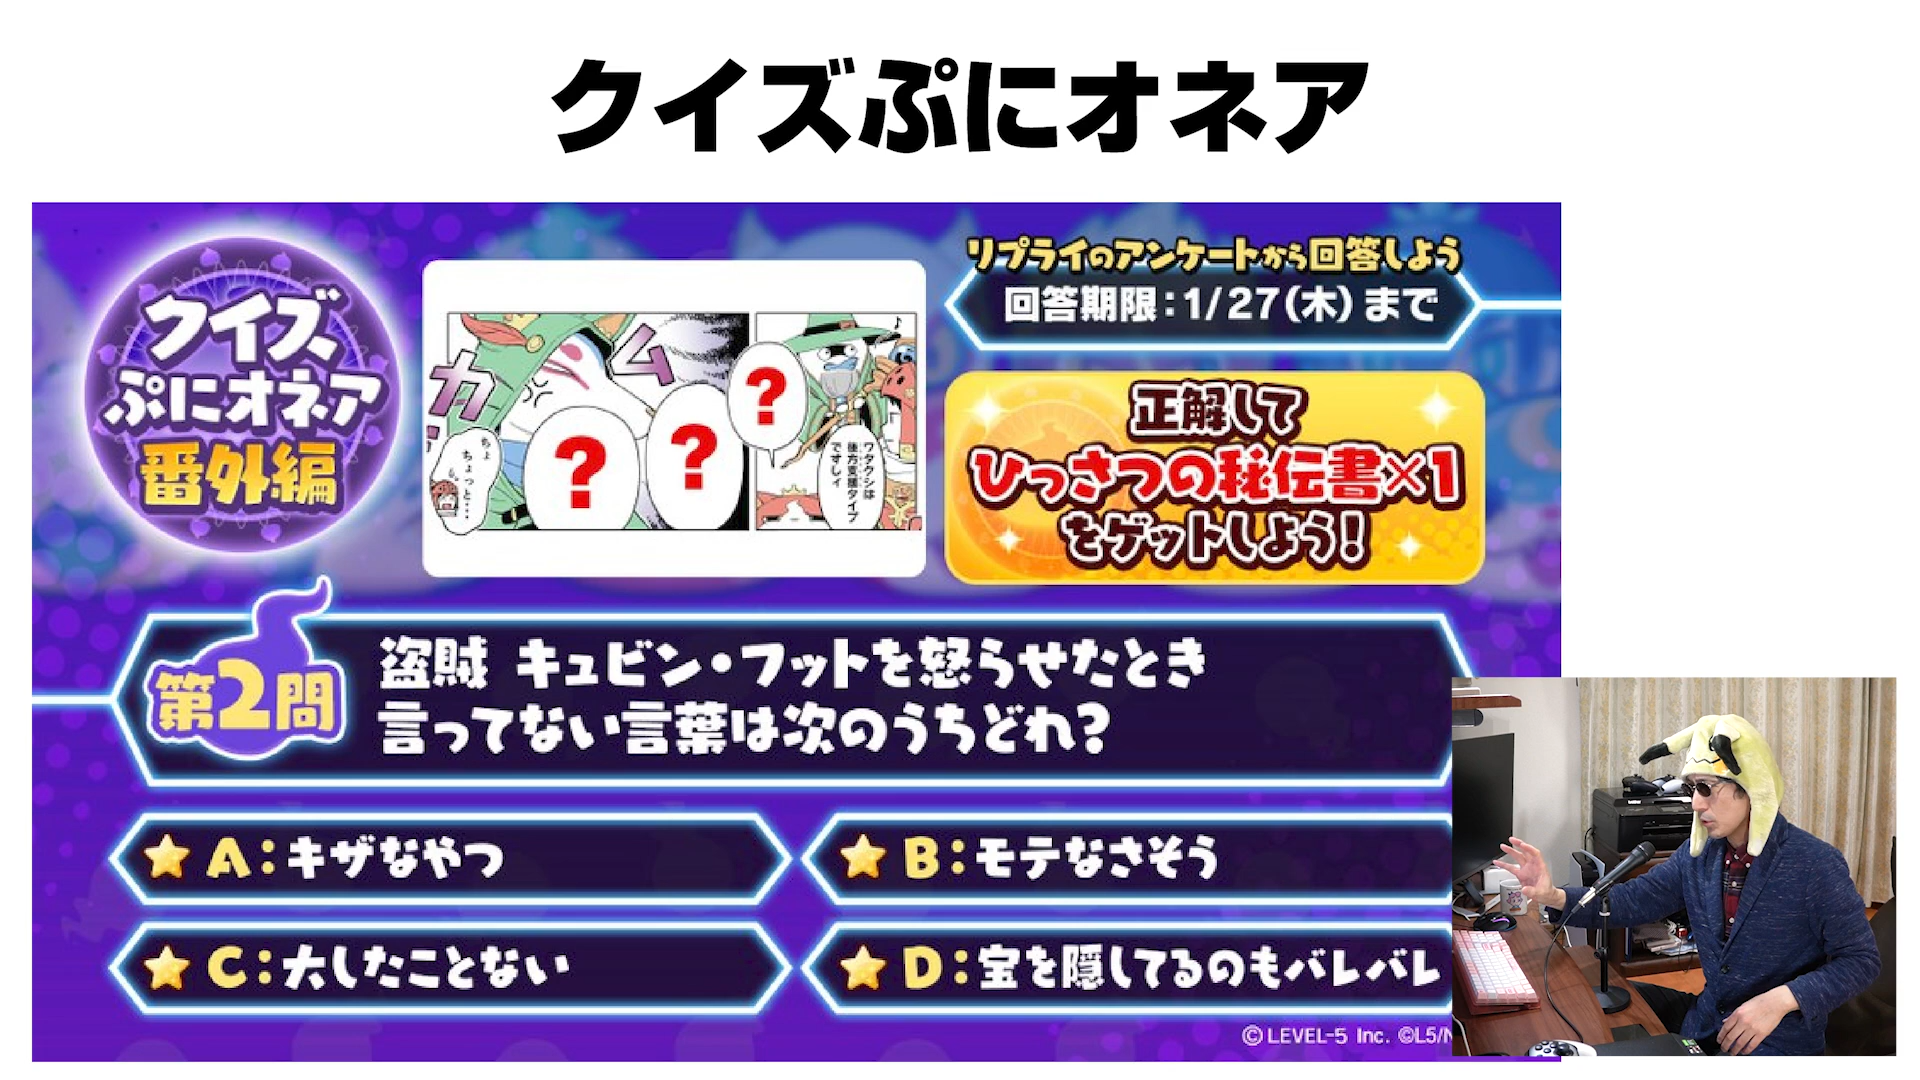 クイズぷにオネア
クイズ
ぷにオネア
番外編
カ
ム
ちょ
ちょっと…
?
?
?
♪
ワタクシは
後方支援タイプ
ですしィ
リプライのアンケートから回答しよう
回答期限：1/27(木) まで
正解して
ひっさつの秘伝書×1
をゲットしよう!
第2問
盗賊 キュビン・フットを怒らせたとき
言ってない言葉は次のうちどれ?
A：キザなやつ
B：モテなさそう
C：大したことない
D：宝を隠してるのもバレバレ
©LEVEL-5 Inc. ©L5/